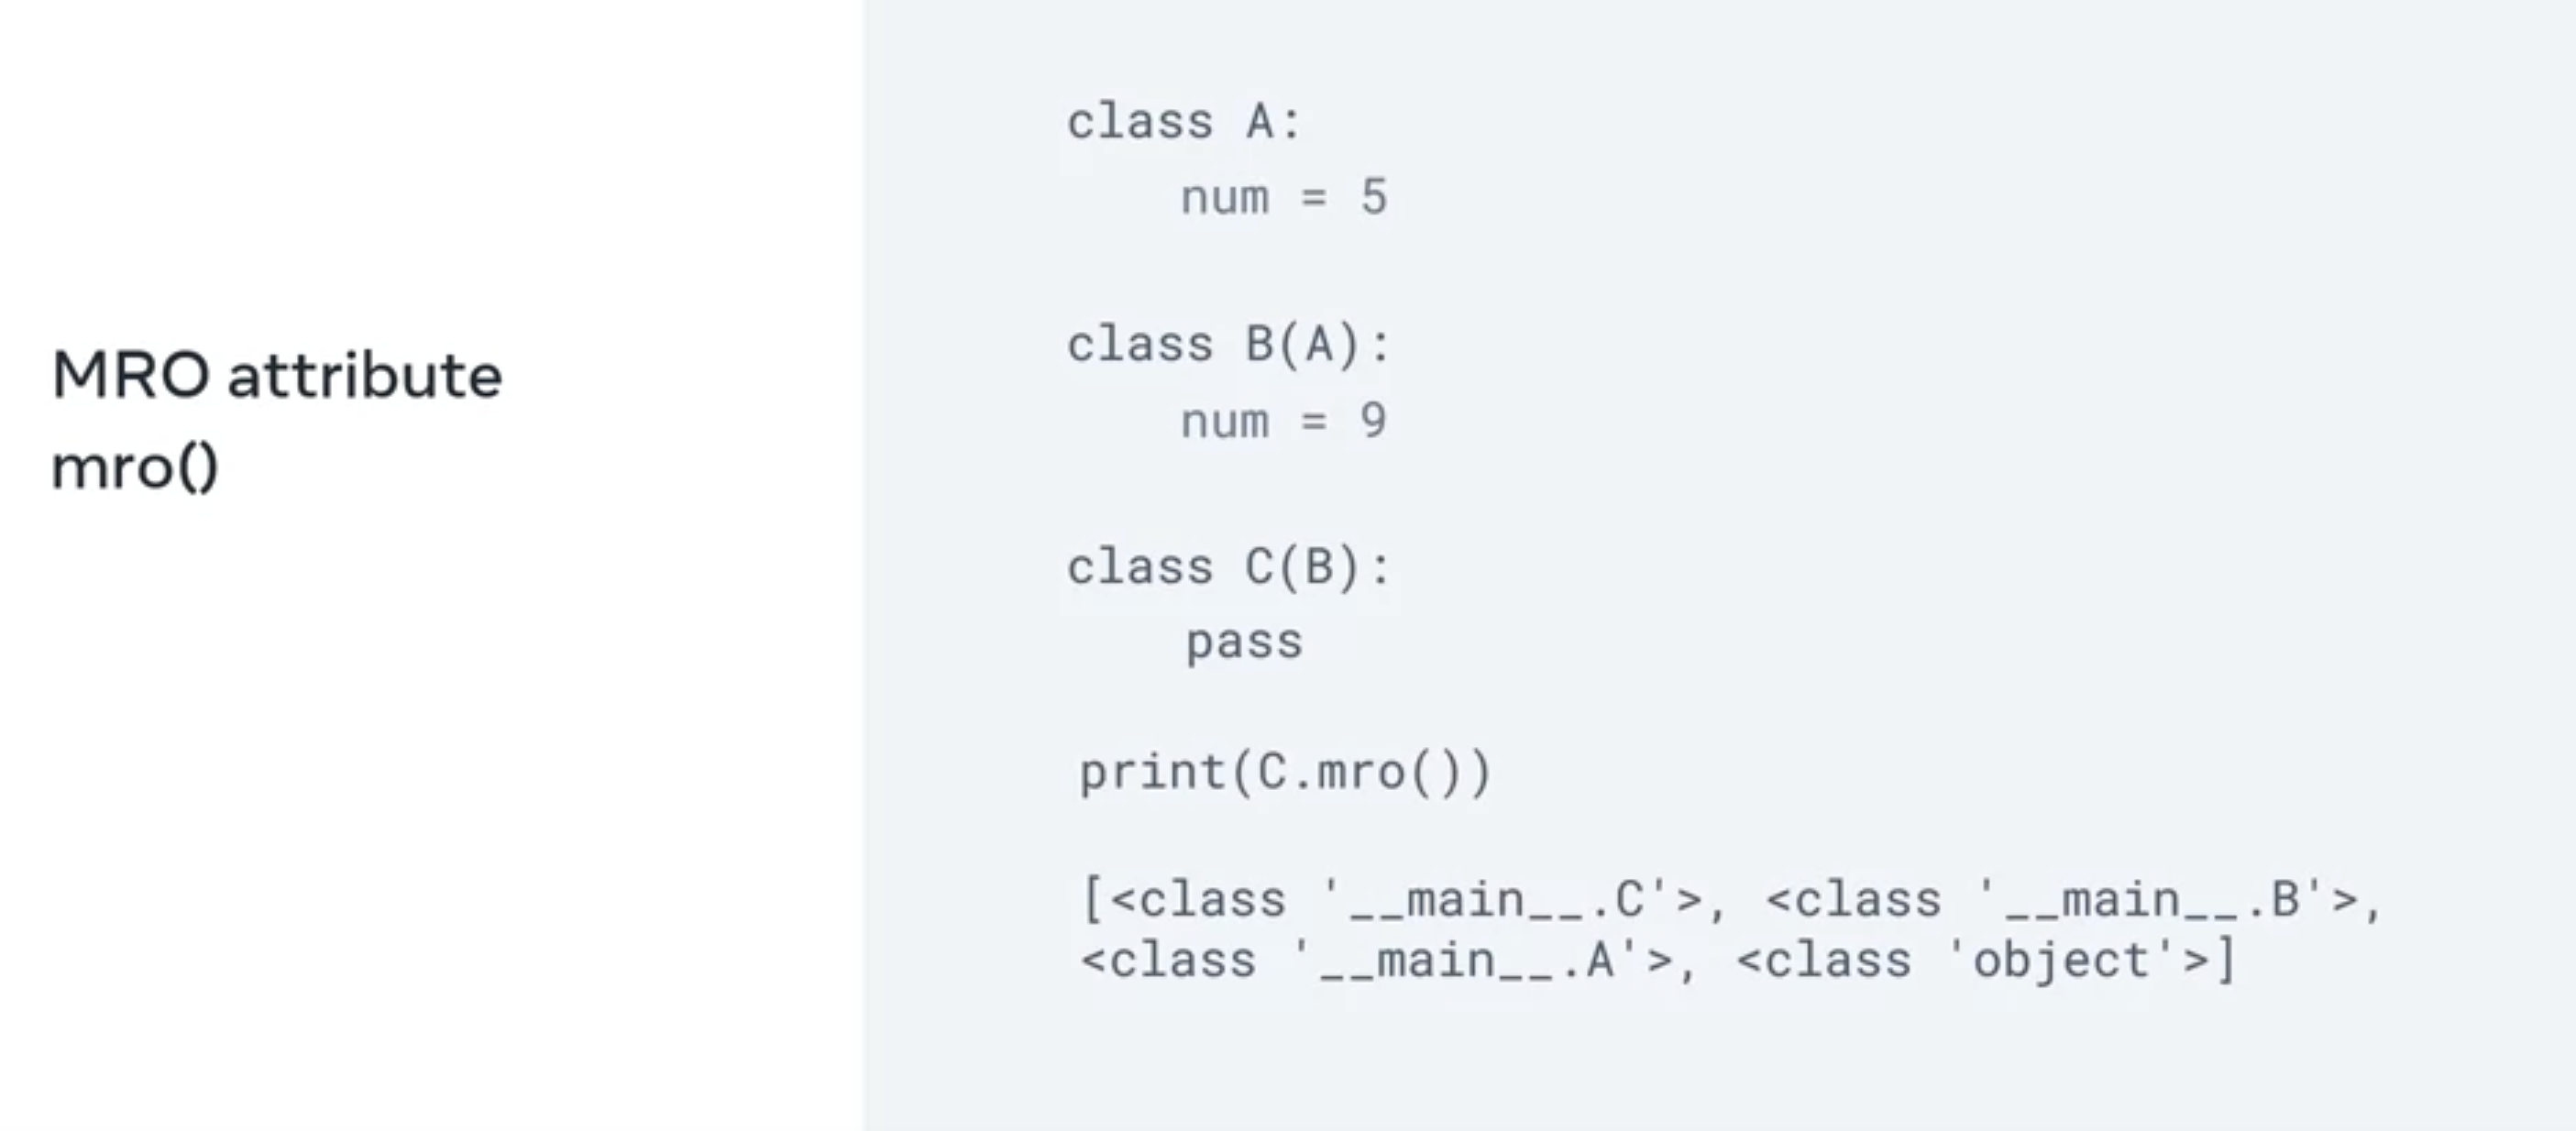 MRO attribute
mro()
class A:
    num = 5
class B(A):
    num = 9
class C(B):
    pass
print(C.mro())
[<class '__main__.C'>, <class '__main__.B'>,
<class '__main__.A'>, <class 'object'>]